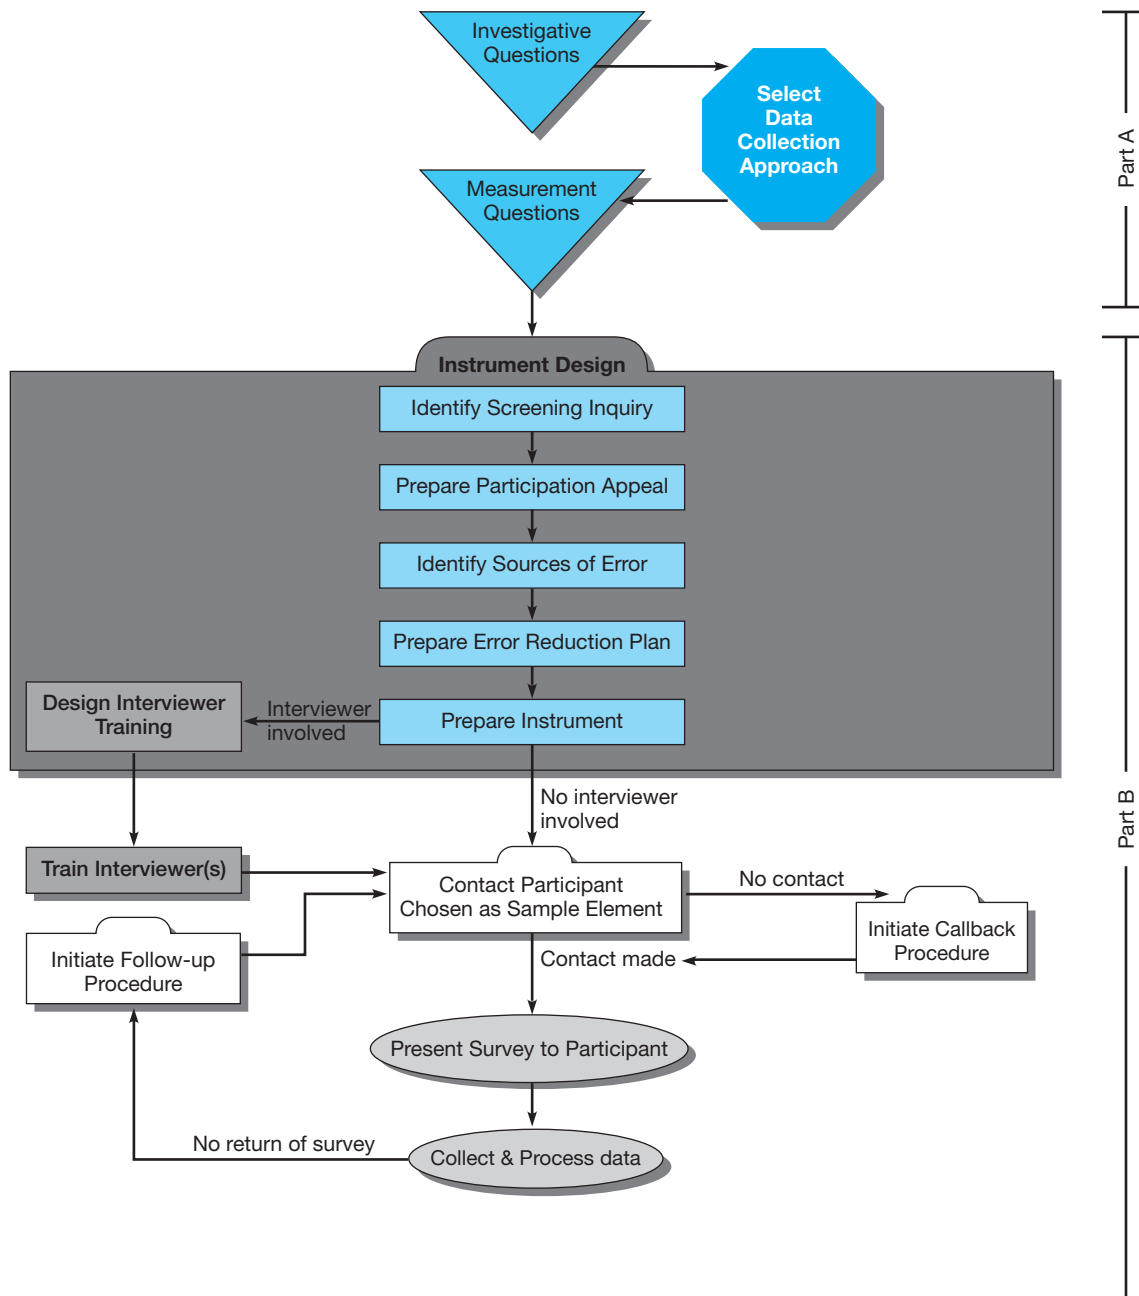 Investigative
Questions
Select
Data
Collection
Approach
Part A
Measurement
Questions
Instrument Design
Identify Screening Inquiry
Prepare Participation Appeal
Identify Sources of Error
Prepare Error Reduction Plan
Design Interviewer
Training
Interviewer
involved
Prepare Instrument
No interviewer
involved
Part B
Train Interviewer(s)
Contact Participant
Chosen as Sample Element
No contact
Initiate Callback
Procedure
Initiate Follow-up
Procedure
Contact made
Present Survey to Participant
No return of survey
Collect & Process data